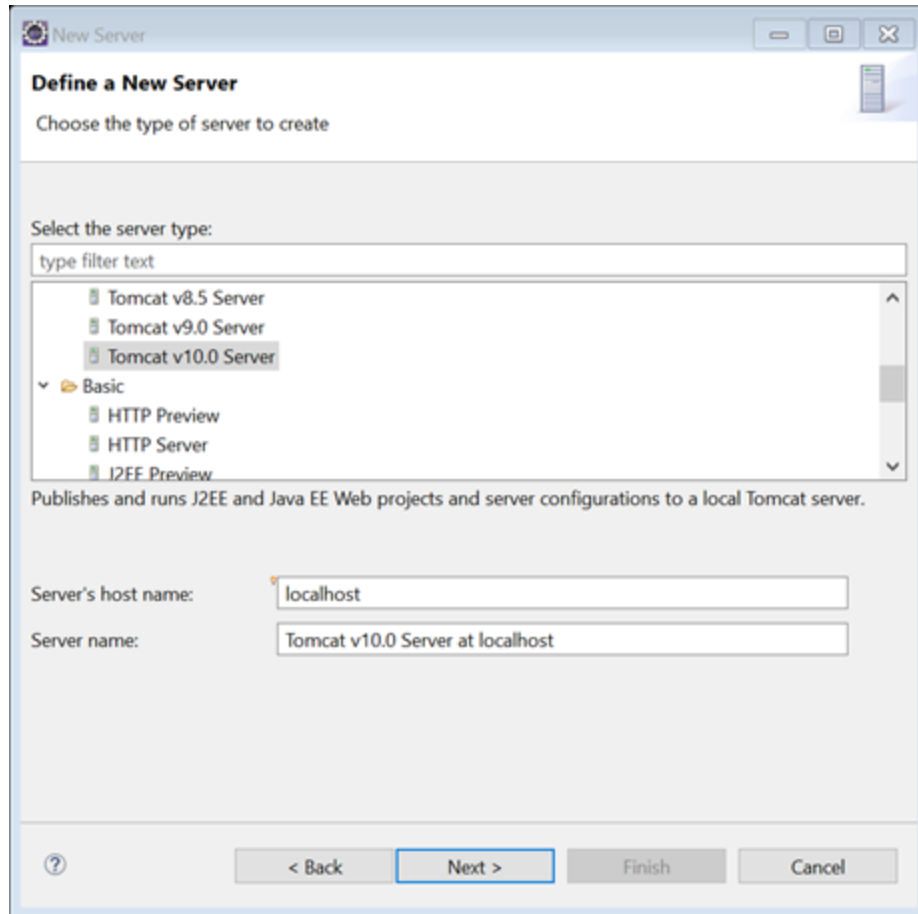 New Server
Define a New Server
Choose the type of server to create
Select the server type:
type filter text
Tomcat v8.5 Server
Tomcat v9.0 Server
Tomcat v10.0 Server
Basic
HTTP Preview
HTTP Server
J2EE Preview
Publishes and runs J2EE and Java EE Web projects and server configurations to a local Tomcat server.
Server's host name: localhost
Server name: Tomcat v10.0 Server at localhost
? < Back Next > Finish Cancel